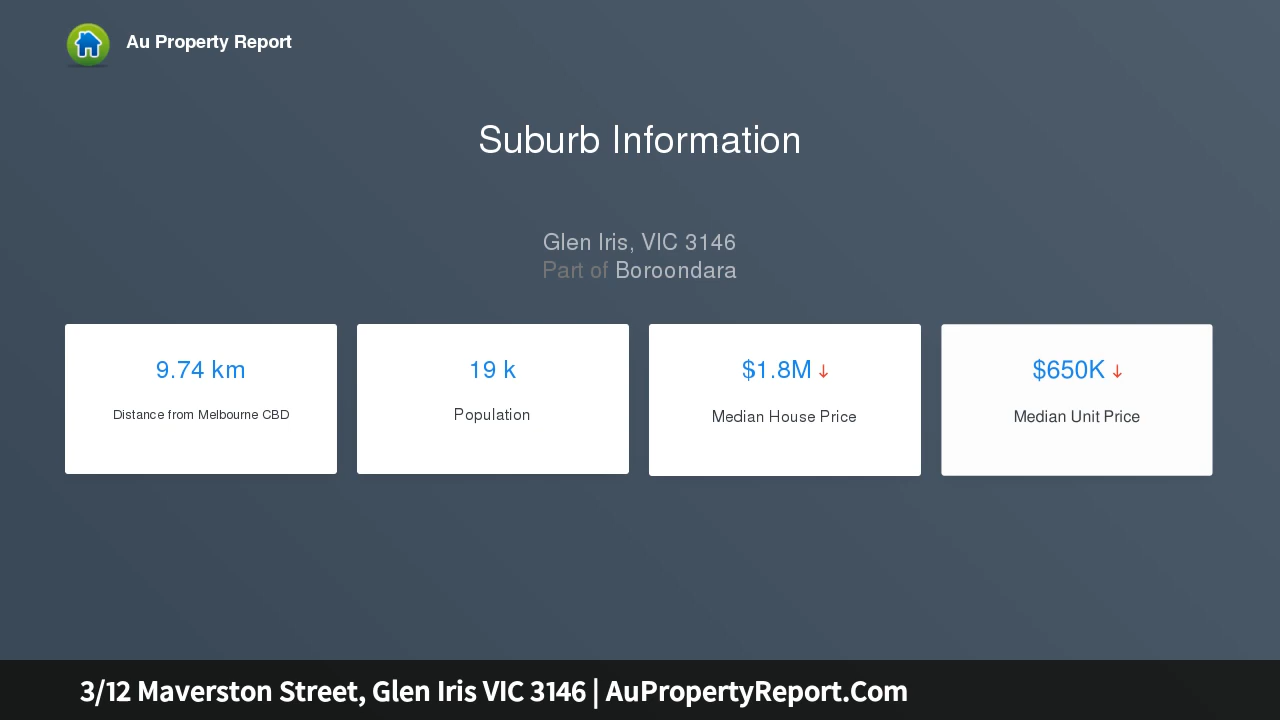 Au Property Report
Suburb Information
Glen Iris, VIC 3146
Part of Boroondara
9.74 km
Distance from Melbourne CBD
19 k
Population
$1.8M ↓
Median House Price
$650K ↓
Median Unit Price
3/12 Maverston Street, Glen Iris VIC 3146 | AuPropertyReport.Com